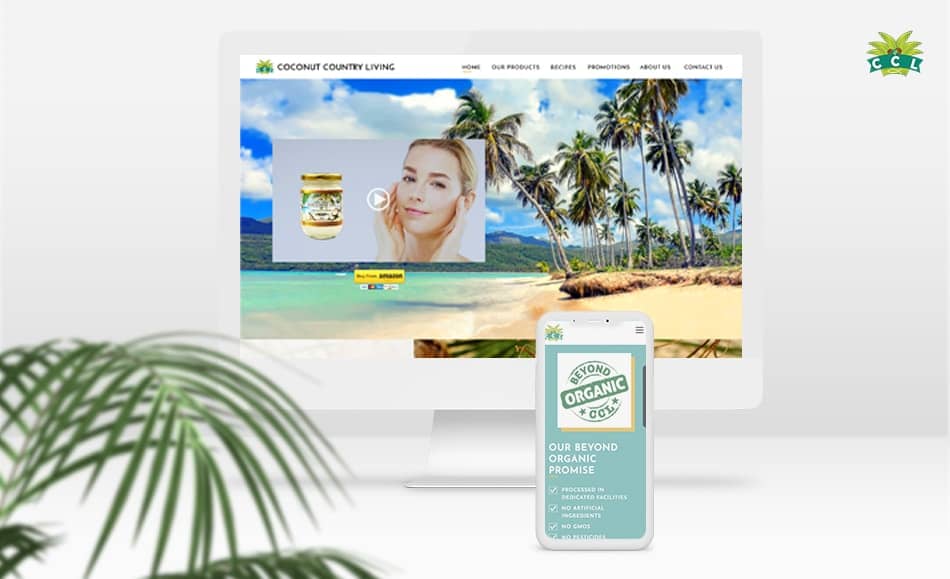 COCONUT COUNTRY LIVING
HOME OUR PRODUCTS RECIPES PROMOTIONS ABOUT US CONTACT US
CCL
Buy From amazon
BEYOND
ORGANIC
CCL
OUR BEYOND
ORGANIC
PROMISE
PROCESSED IN
DEDICATED FACILITIES
NO ARTIFICIAL
INGREDIENTS
NO GMOS
NO PESTICIDES